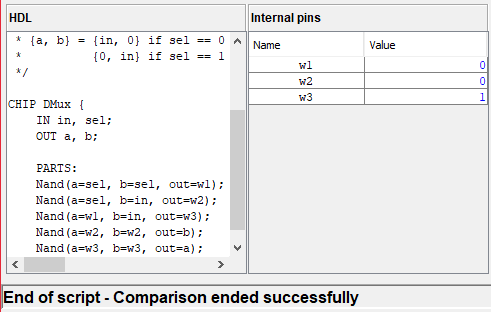 HDL
* {a, b} = {in, 0} if sel == 0
* {0, in} if sel == 1
*/
CHIP DMux {
IN in, sel;
OUT a, b;
PARTS:
Nand(a=sel, b=sel, out=w1);
Nand(a=sel, b=in, out=w2);
Nand(a=w1, b=in, out=w3);
Nand(a=w2, b=w2, out=b);
Nand(a=w3, b=w3, out=a);
Internal pins
Name Value
w1 0
w2 0
w3 1
End of script - Comparison ended successfully